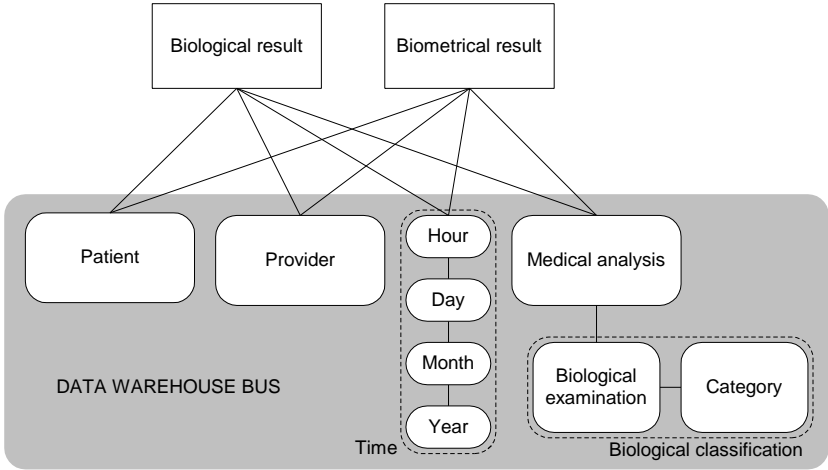 Biological result
Biometrical result
Patient
Provider
Hour
Medical analysis
Day
Month
Biological
examination
Category
DATA WAREHOUSE BUS
Year
Time
Biological classification